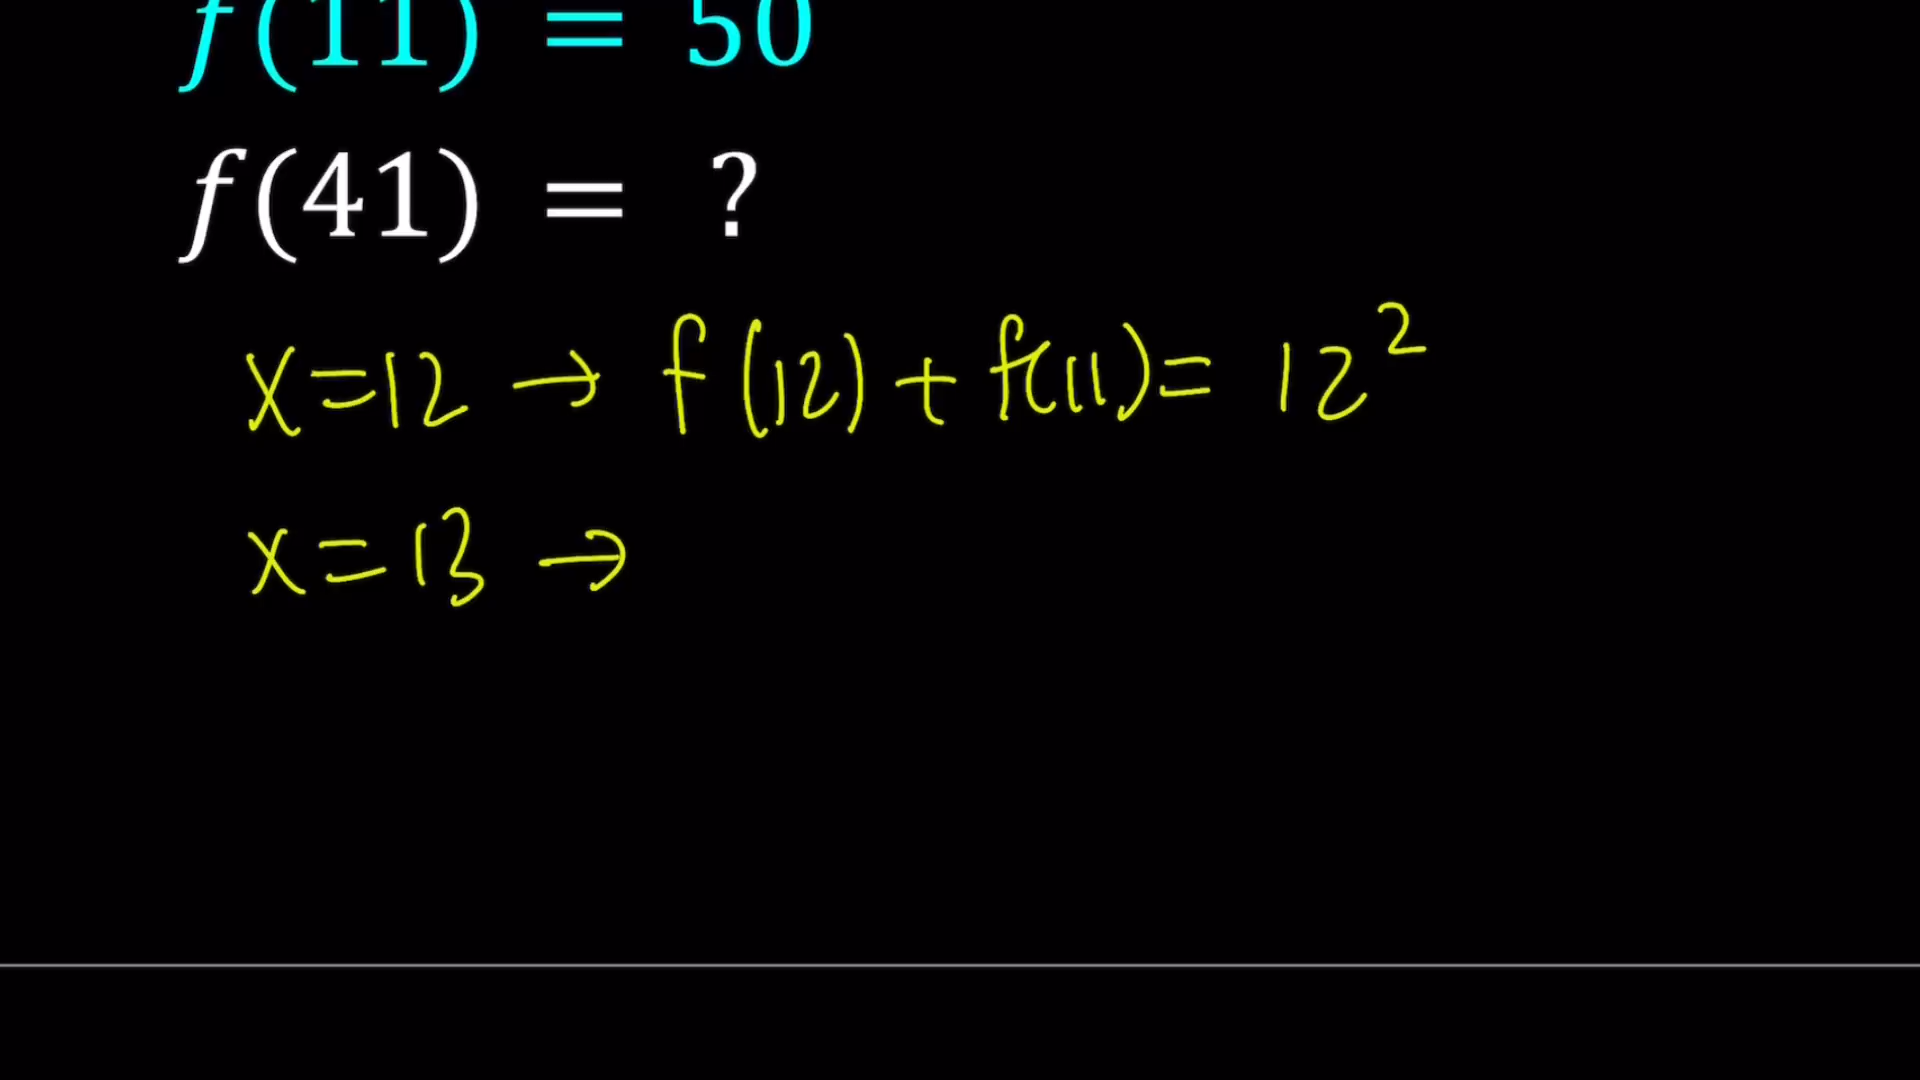 f(11) = 50
f(41) = ?
x=12 → f(12) + f(11) = 12²
x=13 →